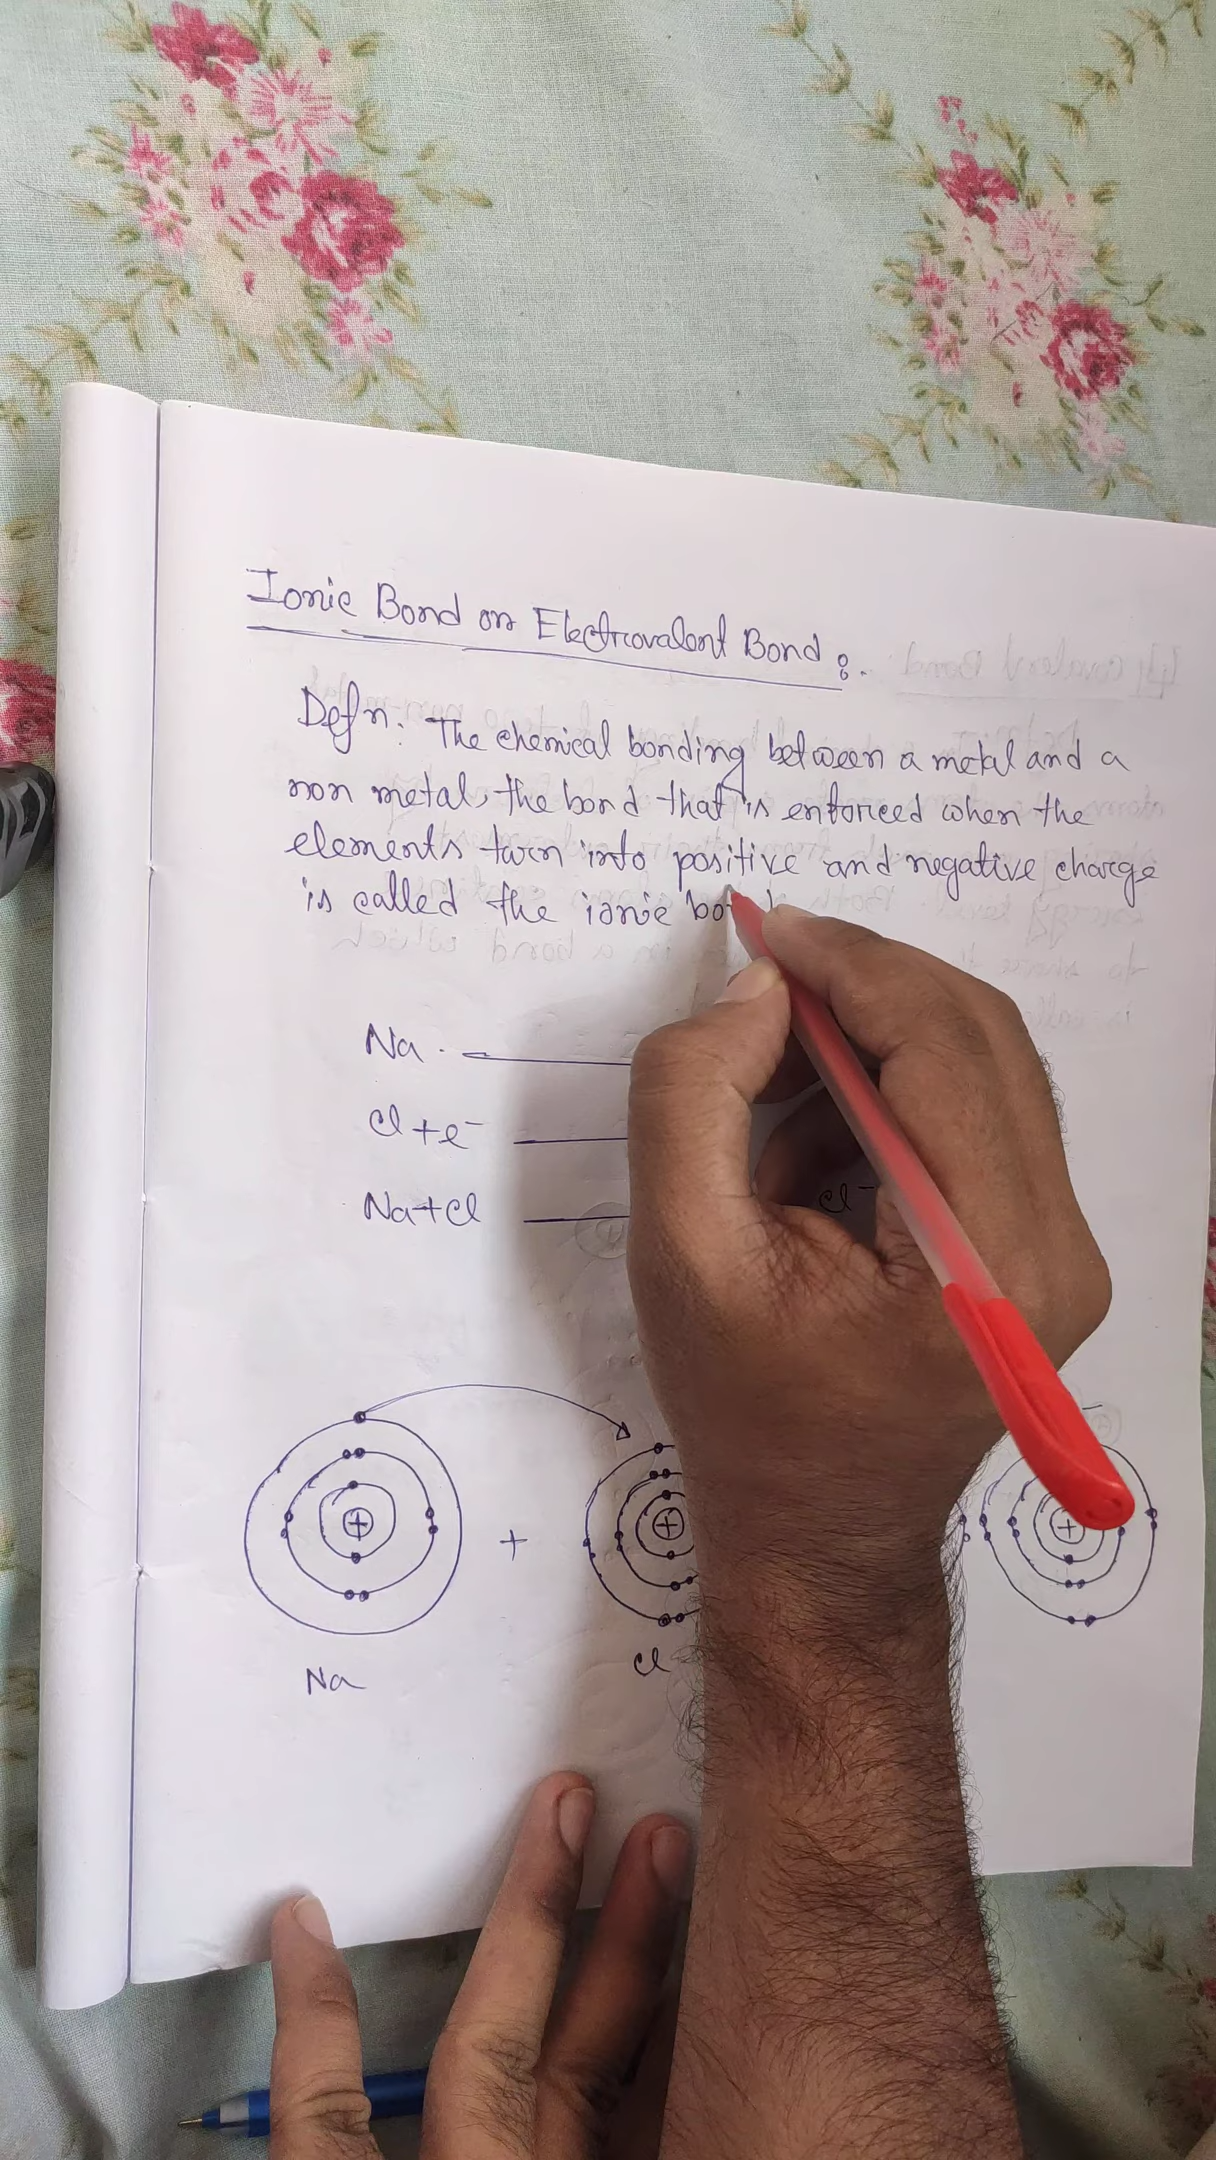 Ionic Bond or Electrovalent Bond :.
Defn. The chemical bonding between a metal and a
non metal, the bond that is enforced when the
elements turn into positive and negative charge
is called the ionic
Na
Cl + e⁻
Na + Cl
Cl⁻
+ + +
+
Na
Cl